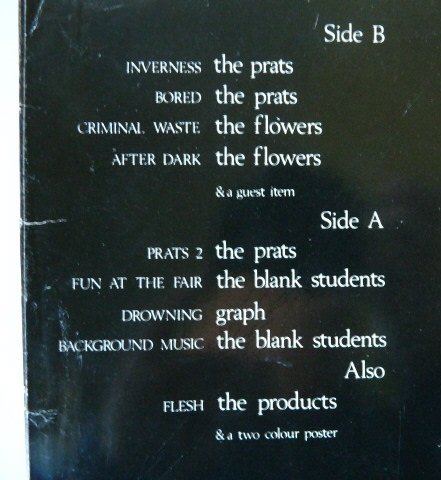 Side B
INVERNESS the prats
BORED the prats
CRIMINAL WASTE the flowers
AFTER DARK the flowers
& a guest item
Side A
PRATS 2 the prats
FUN AT THE FAIR the blank students
DROWNING graph
BACKGROUND MUSIC the blank students
Also
FLESH the products
& a two colour poster